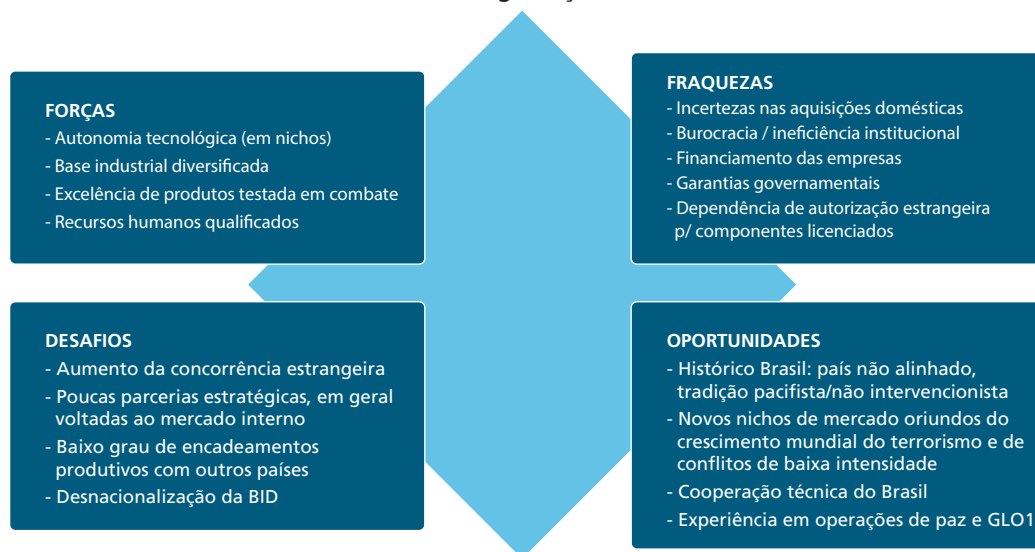 FORÇAS
- Autonomia tecnológica (em nichos)
- Base industrial diversificada
- Excelência de produtos testada em combate
- Recursos humanos qualificados
FRAQUEZAS
- Incertezas nas aquisições domésticas
- Burocracia / ineficiência institucional
- Financiamento das empresas
- Garantias governamentais
- Dependência de autorização estrangeira
p/ componentes licenciados
DESAFIOS
- Aumento da concorrência estrangeira
- Poucas parcerias estratégicas, em geral
voltadas ao mercado interno
- Baixo grau de encadeamentos
produtivos com outros países
- Desnacionalização da BID
OPORTUNIDADES
- Histórico Brasil: país não alinhado,
tradição pacifista/não intervencionista
- Novos nichos de mercado oriundos do
crescimento mundial do terrorismo e de
conflitos de baixa intensidade
- Cooperação técnica do Brasil
- Experiência em operações de paz e GLO1